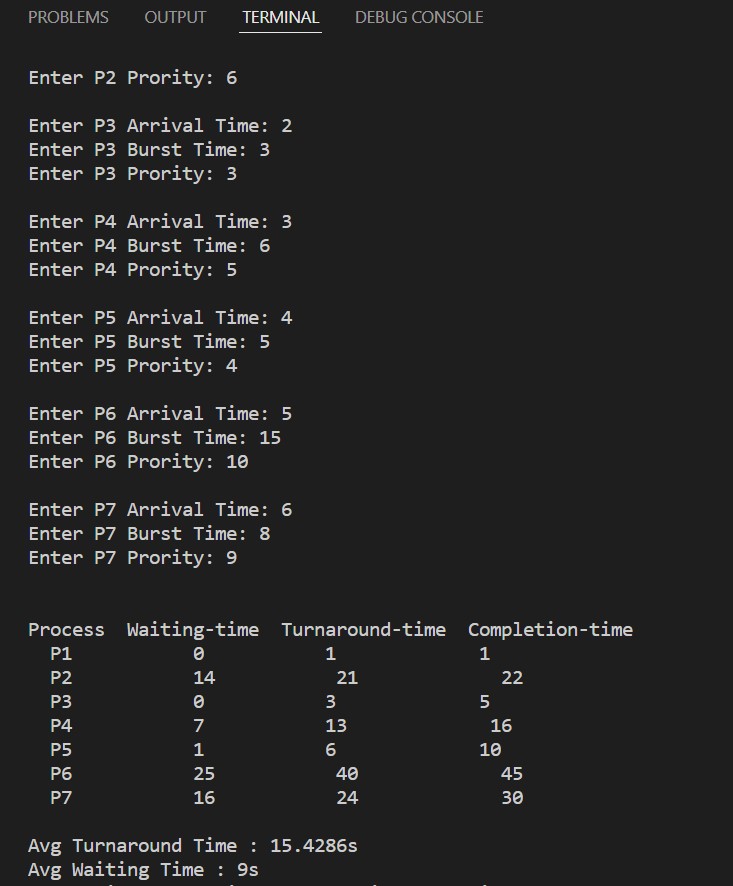 PROBLEMS OUTPUT TERMINAL DEBUG CONSOLE
Enter P2 Prority: 6
Enter P3 Arrival Time: 2
Enter P3 Burst Time: 3
Enter P3 Prority: 3
Enter P4 Arrival Time: 3
Enter P4 Burst Time: 6
Enter P4 Prority: 5
Enter P5 Arrival Time: 4
Enter P5 Burst Time: 5
Enter P5 Prority: 4
Enter P6 Arrival Time: 5
Enter P6 Burst Time: 15
Enter P6 Prority: 10
Enter P7 Arrival Time: 6
Enter P7 Burst Time: 8
Enter P7 Prority: 9
Process Waiting-time Turnaround-time Completion-time
P1 0 1 1
P2 14 21 22
P3 0 3 5
P4 7 13 16
P5 1 6 10
P6 25 40 45
P7 16 24 30
Avg Turnaround Time : 15.4286s
Avg Waiting Time : 9s